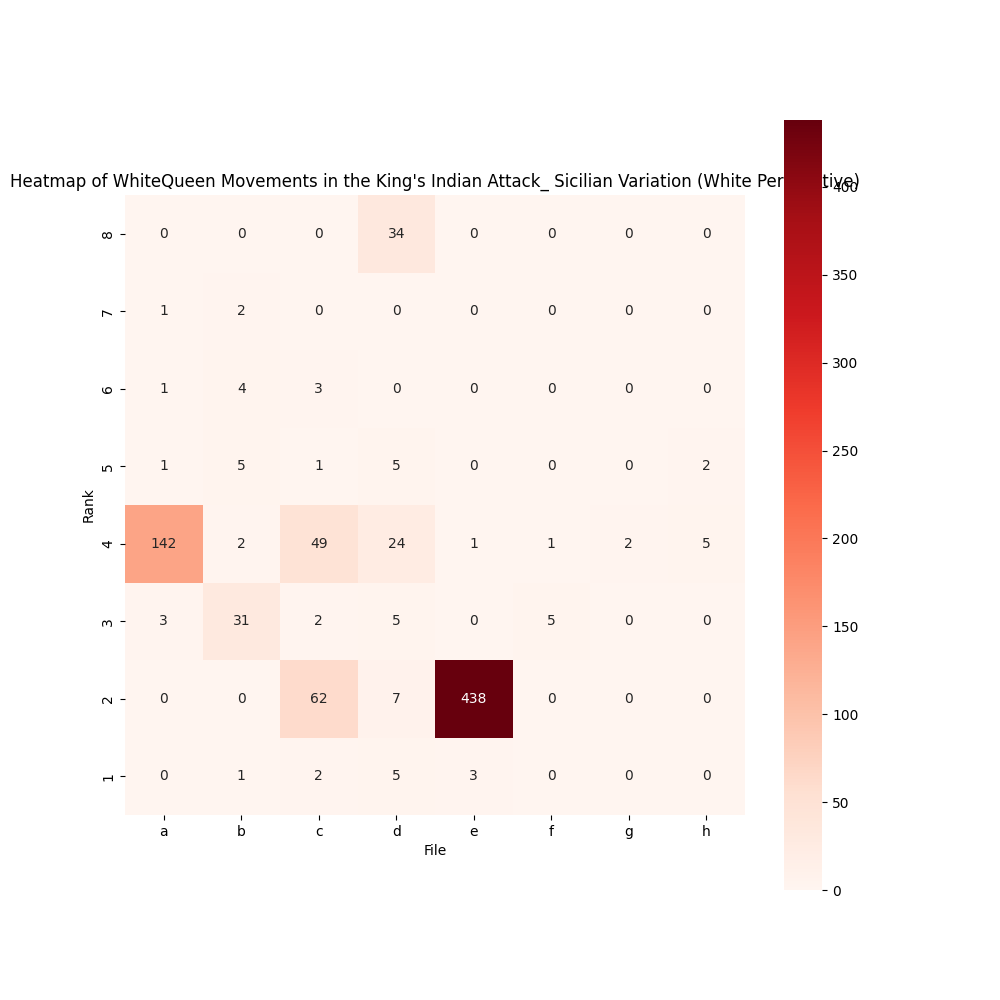 Heatmap of WhiteQueen Movements in the King's Indian Attack_ Sicilian Variation (White Perspective)
400
8 0 0 0 34 0 0 0 0
350
7 1 2 0 0 0 0 0 0
300
6 1 4 3 0 0 0 0 0
250
5 1 5 1 5 0 0 0 2
200
Rank
4 142 2 49 24 1 1 2 5
150
3 3 31 2 5 0 5 0 0
100
2 0 0 62 7 438 0 0 0
50
1 0 1 2 5 3 0 0 0
a b c d e f g h
File
0